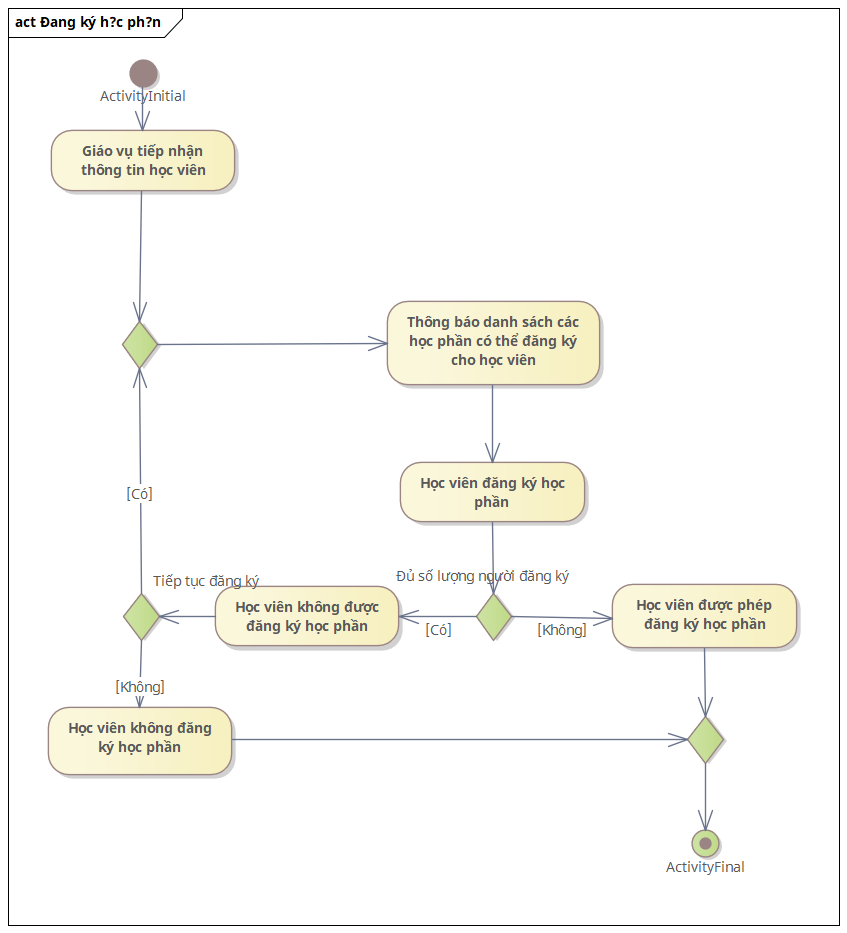 act Đang ký h?c ph?n
ActivityInitial
Giáo vụ tiếp nhận
thông tin học viên
Thông báo danh sách các
học phần có thể đăng ký
cho học viên
[Có]
Học viên đăng ký học
phần
Tiếp tục đăng ký
Đủ số lượng người đăng ký
Học viên không được
đăng ký học phần
[Có]
[Không]
Học viên được phép
đăng ký học phần
[Không]
Học viên không đăng
ký học phần
ActivityFinal